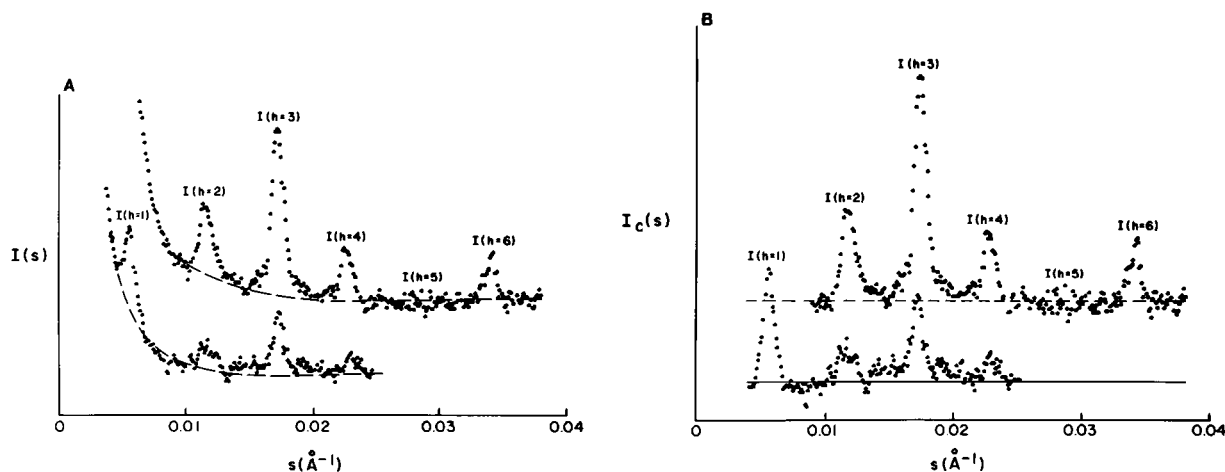 A
I(h=3)
I(h=2)
I(h=1)
I(h=4)
I(h=6)
I(h=5)
I(s)
0
0.01
0.02
0.03
0.04
s(Å⁻¹)
B
I(h=3)
I(h=2)
I(h=4)
I(h=6)
I(h=1)
I(h=5)
I_C(s)
0
0.01
0.02
0.03
0.04
s(Å⁻¹)